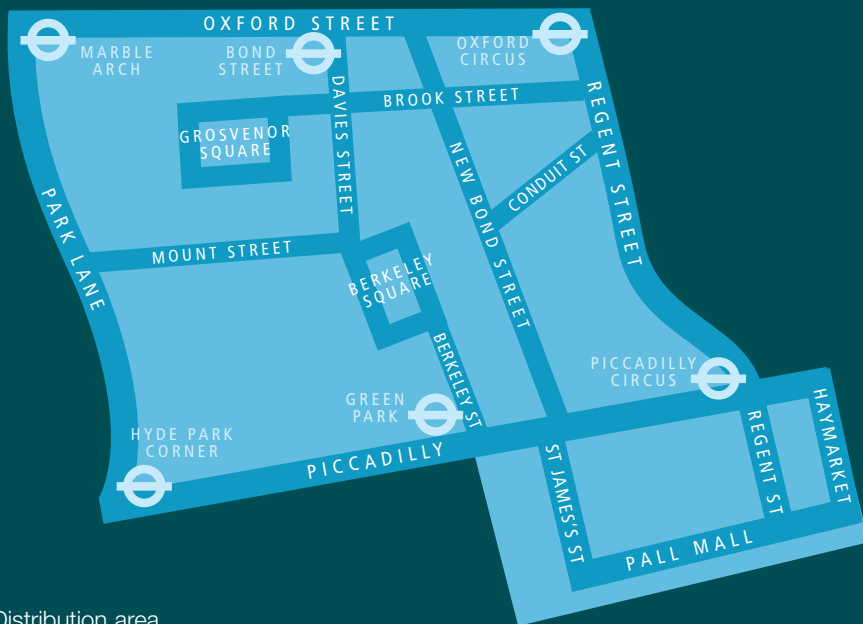 OXFORD STREET
MARBLE
ARCH
BOND
STREET
OXFORD
CIRCUS
DAVIES STREET
BROOK STREET
REGENT STREET
GROSVENOR
SQUARE
NEW BOND STREET
CONDUIT ST
PARK LANE
MOUNT STREET
BERKELEY
SQUARE
BERKELEY ST
PICCADILLY
CIRCUS
GREEN
PARK
HYDE PARK
CORNER
PICCADILLY
ST JAMES'S ST
REGENT ST
HAYMARKET
PALL MALL
Distribution area